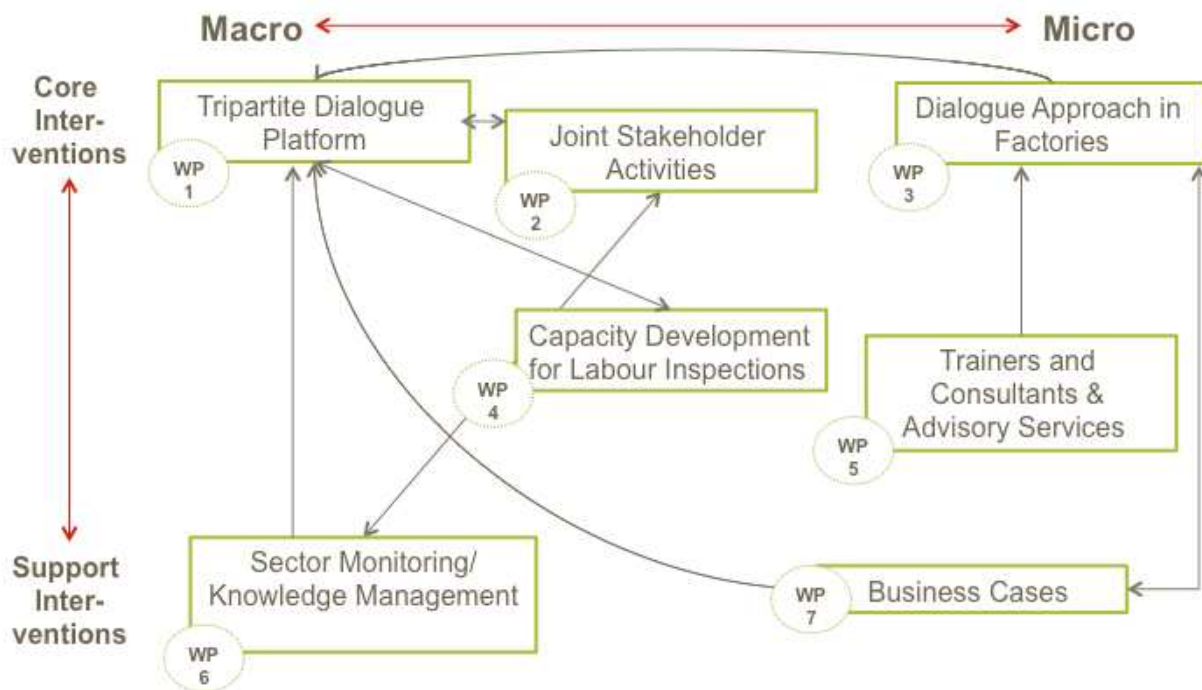 Macro
Micro
Core
Inter-
ventions
Tripartite Dialogue
Platform
WP
1
Joint Stakeholder
Activities
WP
2
Dialogue Approach in
Factories
WP
3
Capacity Development
for Labour Inspections
WP
4
Trainers and
Consultants &
Advisory Services
WP
5
Support
Inter-
ventions
Sector Monitoring/
Knowledge Management
WP
6
Business Cases
WP
7